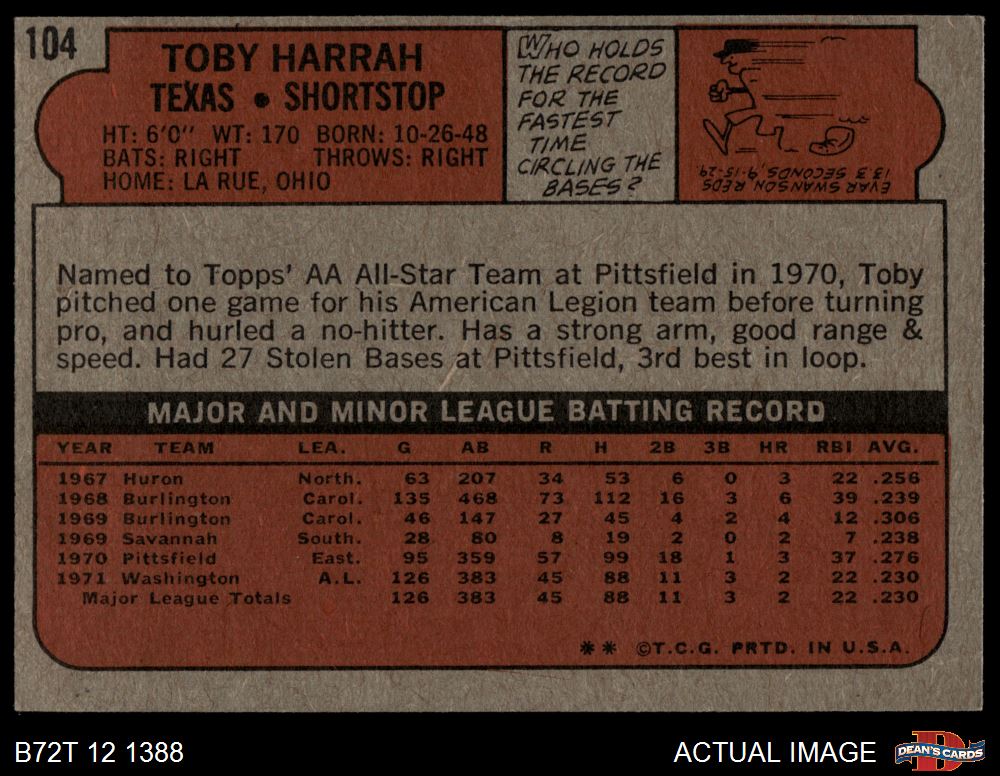 104
TOBY HARRAH
TEXAS • SHORTSTOP
HT: 6'0" WT: 170 BORN: 10-26-48
BATS: RIGHT THROWS: RIGHT
HOME: LA RUE, OHIO
WHO HOLDS
THE RECORD
FOR THE
FASTEST
TIME
CIRCLING THE
BASES?
EVAR SWANSON REDS
13.3 SECONDS, 9-15-29.
Named to Topps' AA All-Star Team at Pittsfield in 1970, Toby
pitched one game for his American Legion team before turning
pro, and hurled a no-hitter. Has a strong arm, good range &
speed. Had 27 Stolen Bases at Pittsfield, 3rd best in loop.
MAJOR AND MINOR LEAGUE BATTING RECORD
YEAR TEAM LEA. G AB R H 2B 3B HR RBI AVG.
1967 Huron North. 63 207 34 53 6 0 3 22 .256
1968 Burlington Carol. 135 468 73 112 16 3 6 39 .239
1969 Burlington Carol. 46 147 27 45 4 2 4 12 .306
1969 Savannah South. 28 80 8 19 2 0 2 7 .238
1970 Pittsfield East. 95 359 57 99 18 1 3 37 .276
1971 Washington A.L. 126 383 45 88 11 3 2 22 .230
Major League Totals 126 383 45 88 11 3 2 22 .230
** ©T.C.G. PRTD. IN U.S.A.
B72T 12 1388
ACTUAL IMAGE
DEAN'S CARDS